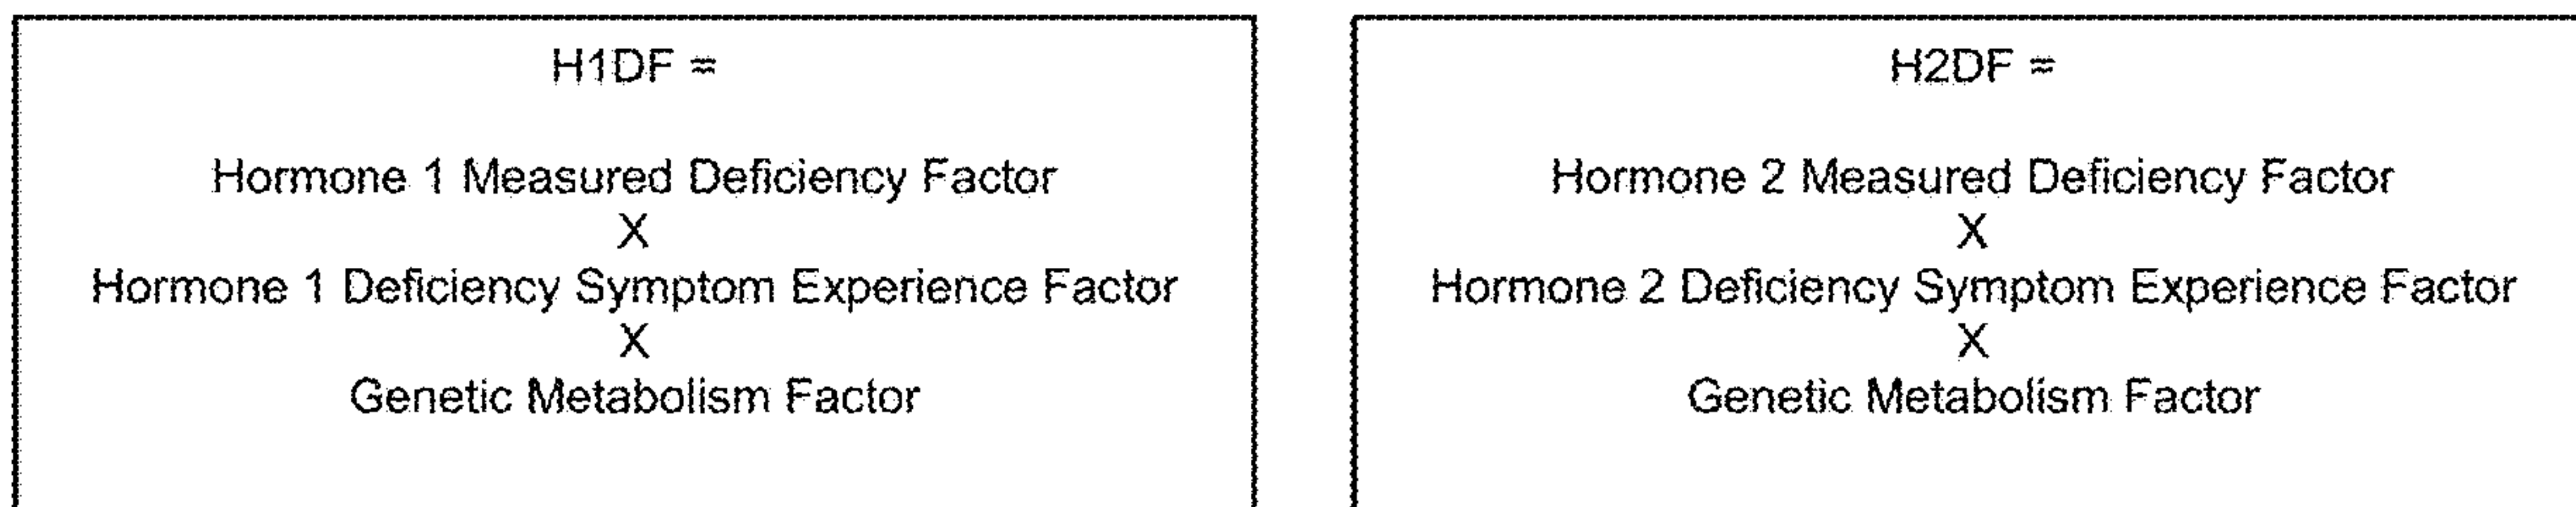 H1DF =
Hormone 1 Measured Deficiency Factor
X
Hormone 1 Deficiency Symptom Experience Factor
X
Genetic Metabolism Factor
H2DF =
Hormone 2 Measured Deficiency Factor
X
Hormone 2 Deficiency Symptom Experience Factor
X
Genetic Metabolism Factor